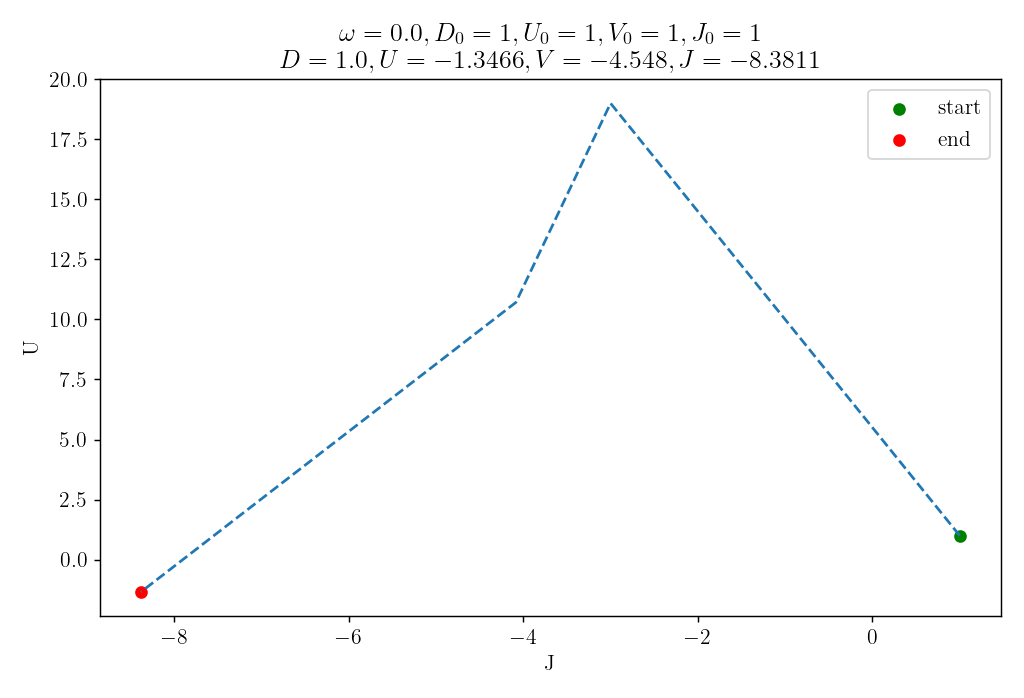 ω = 0.0, D₀ = 1, U₀ = 1, V₀ = 1, J₀ = 1
D = 1.0, U = −1.3466, V = −4.548, J = −8.3811
start
end
20.0
17.5
15.0
12.5
10.0
7.5
5.0
2.5
0.0
U
−8 −6 −4 −2 0
J